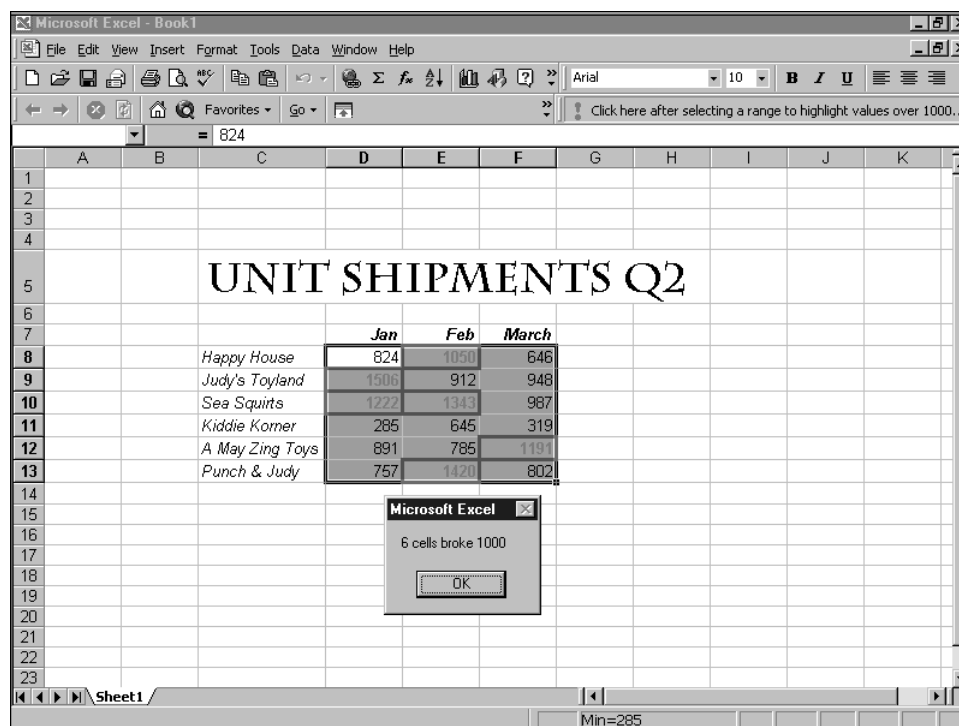 Microsoft Excel - Book1
File Edit View Insert Format Tools Data Window Help
Arial 10 B I U
Favorites Go Click here after selecting a range to highlight values over 1000..
= 824
A B C D E F G H I J K
1
2
3
4
5 UNIT SHIPMENTS Q2
6
7 Jan Feb March
8 Happy House 824 1050 646
9 Judy's Toyland 1506 912 948
10 Sea Squirts 1222 1343 987
11 Kiddie Korner 285 645 319
12 A May Zing Toys 891 785 1191
13 Punch & Judy 757 1420 802
14
Microsoft Excel
15
16 6 cells broke 1000
17
18 OK
19
20
21
22
23
Sheet1
Min=285